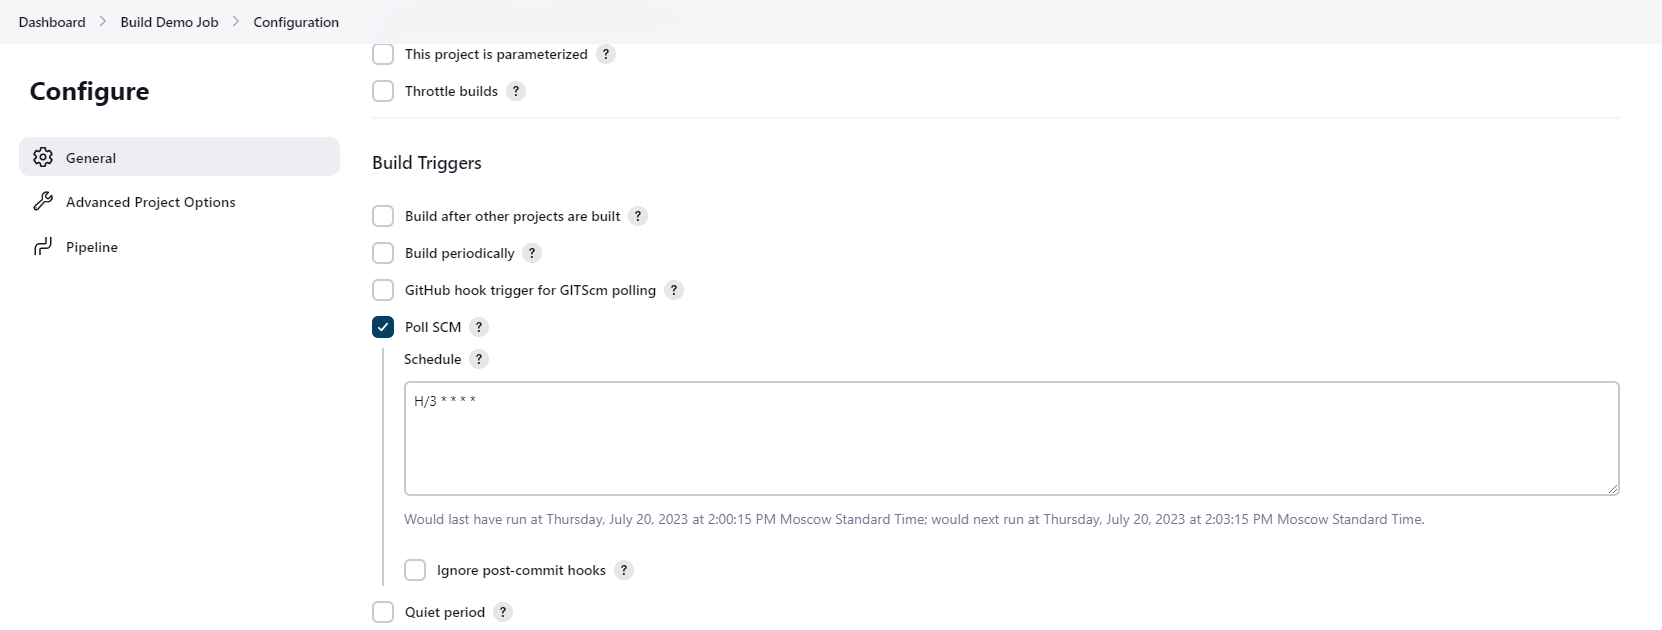 Dashboard > Build Demo Job > Configuration
Configure
General
Advanced Project Options
Pipeline
This project is parameterized ?
Throttle builds ?
Build Triggers
Build after other projects are built ?
Build periodically ?
GitHub hook trigger for GITScm polling ?
Poll SCM ?
Schedule ?
H/3 * * * *
Would last have run at Thursday, July 20, 2023 at 2:00:15 PM Moscow Standard Time; would next run at Thursday, July 20, 2023 at 2:03:15 PM Moscow Standard Time.
Ignore post-commit hooks ?
Quiet period ?